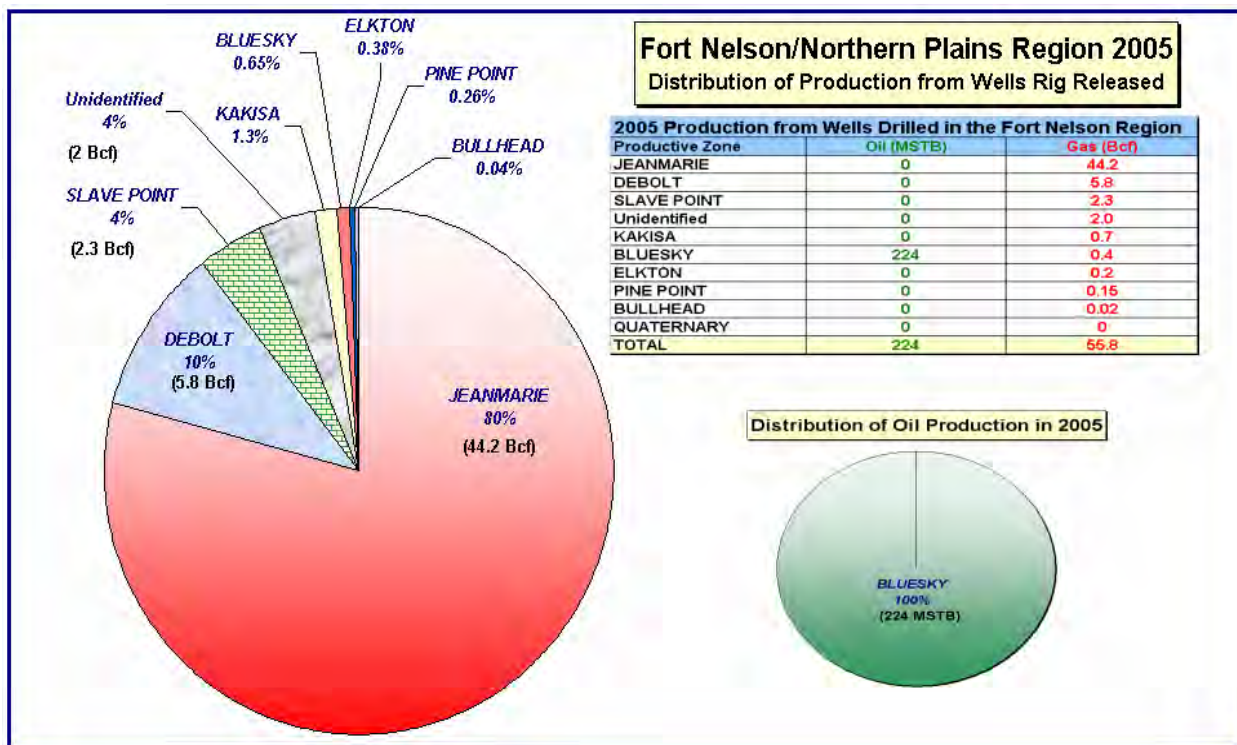 ELKTON
0.38%
BLUESKY
0.65%
PINE POINT
0.26%
Unidentified
4%
(2 Bcf)
KAKISA
1.3%
BULLHEAD
0.04%
SLAVE POINT
4%
(2.3 Bcf)
DEBOLT
10%
(5.8 Bcf)
JEANMARIE
80%
(44.2 Bcf)
Fort Nelson/Northern Plains Region 2005
Distribution of Production from Wells Rig Released
2005 Production from Wells Drilled in the Fort Nelson Region
Productive Zone Oil (MSTB) Gas (Bcf)
JEANMARIE 0 44.2
DEBOLT 0 5.8
SLAVE POINT 0 2.3
Unidentified 0 2.0
KAKISA 0 0.7
BLUESKY 224 0.4
ELKTON 0 0.2
PINE POINT 0 0.15
BULLHEAD 0 0.02
QUATERNARY 0 0
TOTAL 224 55.8
Distribution of Oil Production in 2005
BLUESKY
100%
(224 MSTB)